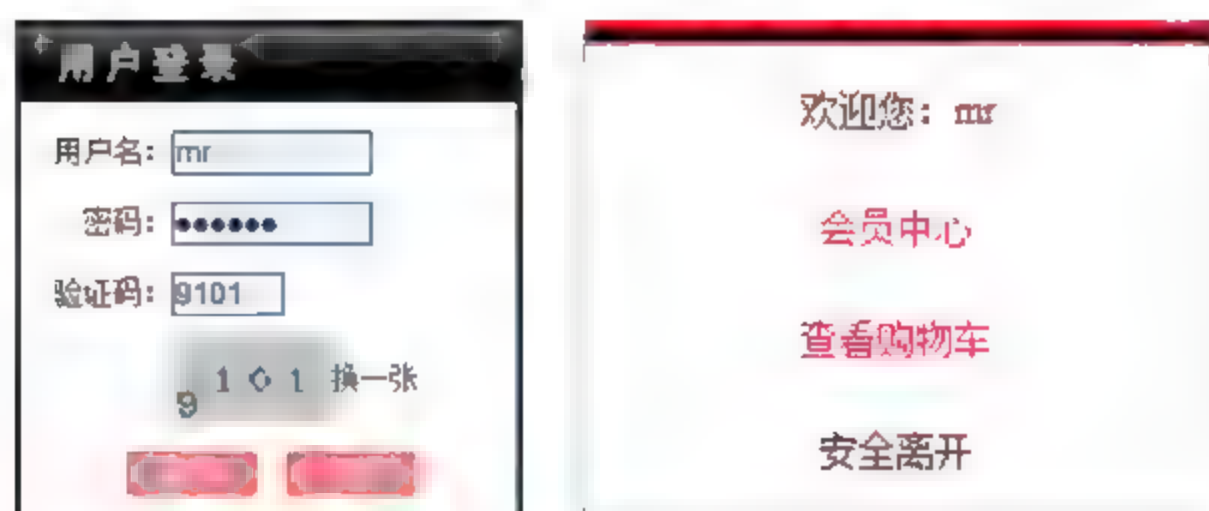 用户登录
用户名： mr
密码： ●●●●●●
验证码： 9101
9 1 0 1 换一张
欢迎您：mr
会员中心
查看购物车
安全离开